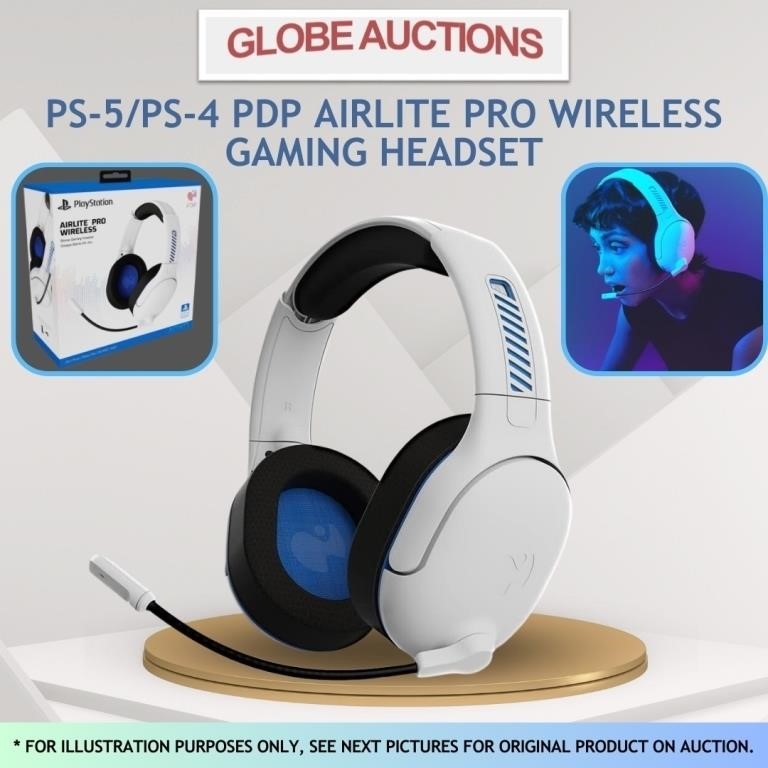 GLOBE AUCTIONS
PS-5/PS-4 PDP AIRLITE PRO WIRELESS
GAMING HEADSET
PlayStation
AIRLITE PRO
WIRELESS
R
* FOR ILLUSTRATION PURPOSES ONLY, SEE NEXT PICTURES FOR ORIGINAL PRODUCT ON AUCTION.